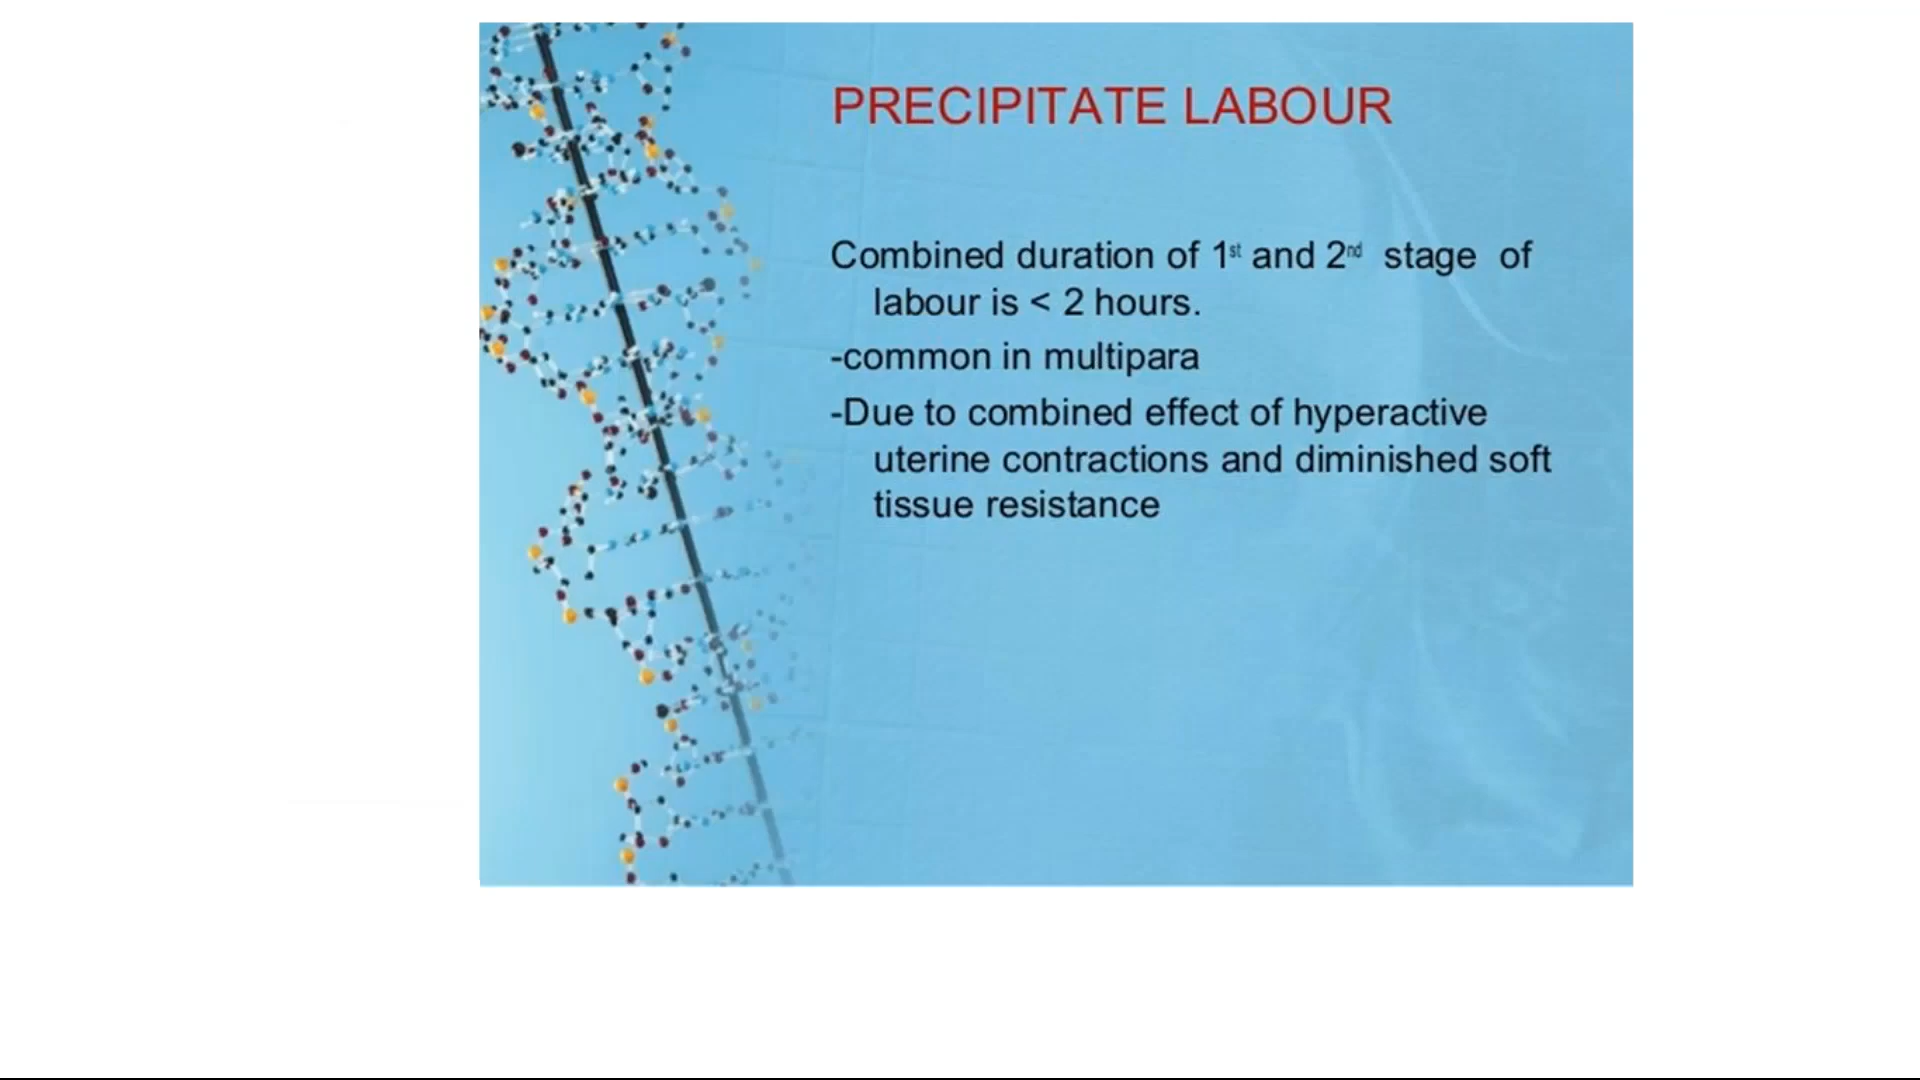 PRECIPITATE LABOUR
Combined duration of 1st and 2nd stage of
labour is < 2 hours.
-common in multipara
-Due to combined effect of hyperactive
uterine contractions and diminished soft
tissue resistance